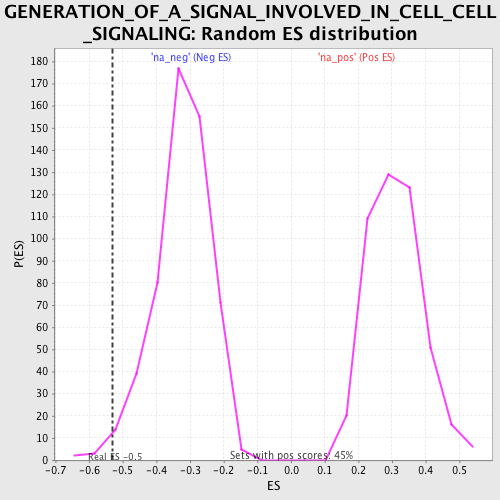 GENERATION_OF_A_SIGNAL_INVOLVED_IN_CELL_CELL
_SIGNALING: Random ES distribution
'na_neg' (Neg ES) 'na_pos' (Pos ES)
180
170
160
150
140
130
120
110
100
90
80
70
60
50
40
30
20
10
0
P(ES)
Real ES -0.5 Sets with pos scores: 45%
-0.7 -0.6 -0.5 -0.4 -0.3 -0.2 -0.1 0.0 0.1 0.2 0.3 0.4 0.5
ES